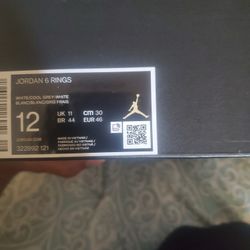 JORDAN 6 RINGS
WHITE/COOL GREY-WHITE
BLANC/BLANC/GRIS FRAIS
12
UK 11
CM 30
BR 44
EUR 46
322992 121
MADE IN VIETNAM